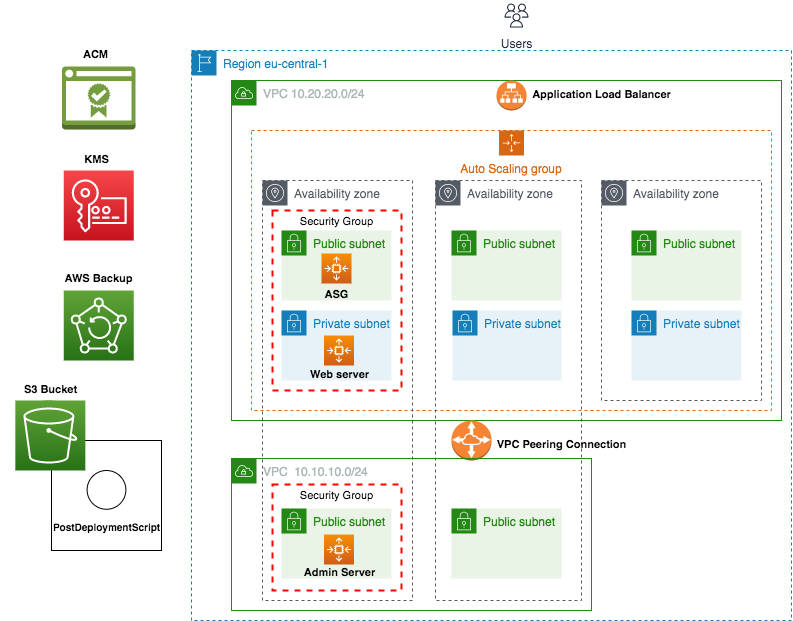 Users
ACM
Region eu-central-1
VPC 10.20.20.0/24
Application Load Balancer
KMS
Auto Scaling group
Availability zone
Availability zone
Availability zone
Security Group
Public subnet
Public subnet
Public subnet
ASG
AWS Backup
Private subnet
Private subnet
Private subnet
Web server
S3 Bucket
VPC Peering Connection
VPC 10.10.10.0/24
Security Group
Public subnet
Public subnet
PostDeploymentScript
Admin Server